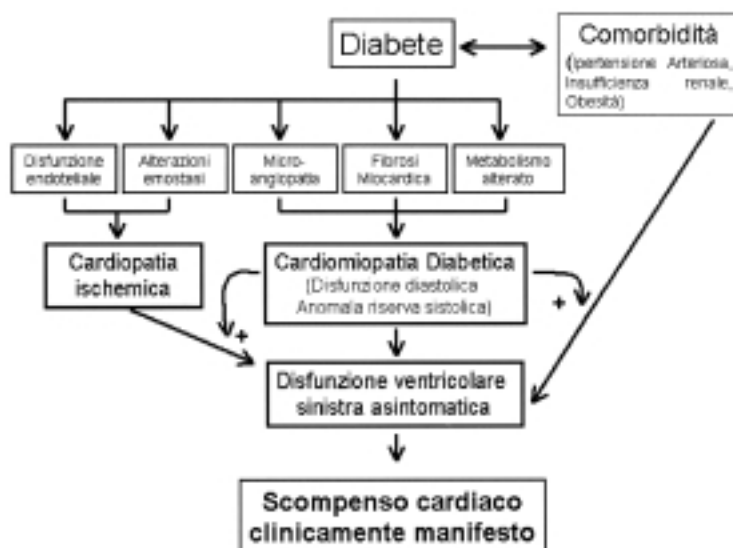 Diabete
Comorbidità
(Ipertensione Arteriosa,
Insufficienza renale,
Obesità)
Disfunzione
endoteliale
Alterazioni
emostasi
Micro-
angiopatia
Fibrosi
Miocardica
Metabolismo
alterato
Cardiopatia
ischemica
Cardiomiopatia Diabetica
(Disfunzione diastolica
Anomala riserva sistolica)
+
+
Disfunzione ventricolare
sinistra asintomatica
Scompenso cardiaco
clinicamente manifesto